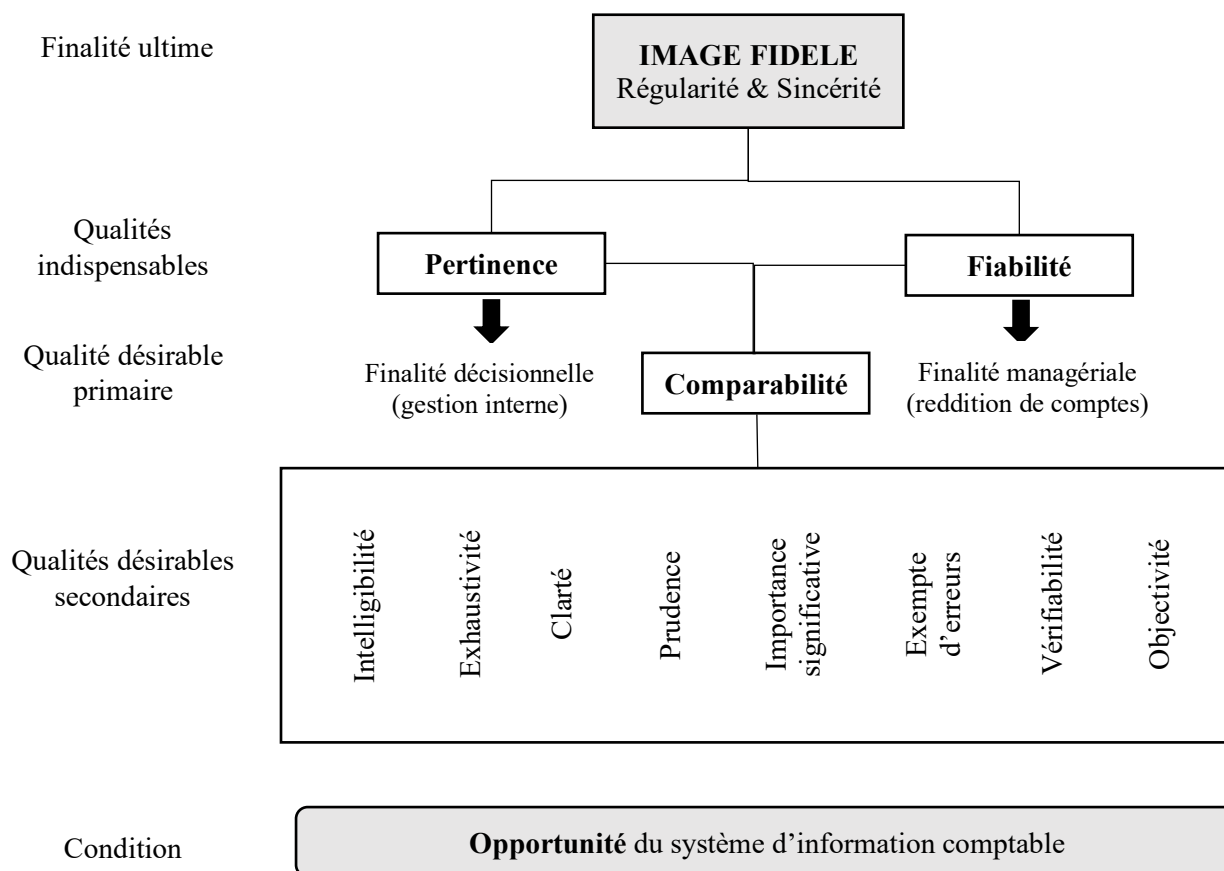 Finalité ultime
IMAGE FIDELE
Régularité & Sincérité
Qualités
indispensables
Pertinence
Fiabilité
Qualité désirable
primaire
Finalité décisionnelle
(gestion interne)
Comparabilité
Finalité managériale
(reddition de comptes)
Qualités désirables
secondaires
Intelligibilité
Exhaustivité
Clarté
Prudence
Importance
significative
Exempte
d’erreurs
Vérifiabilité
Objectivité
Condition
Opportunité du système d’information comptable